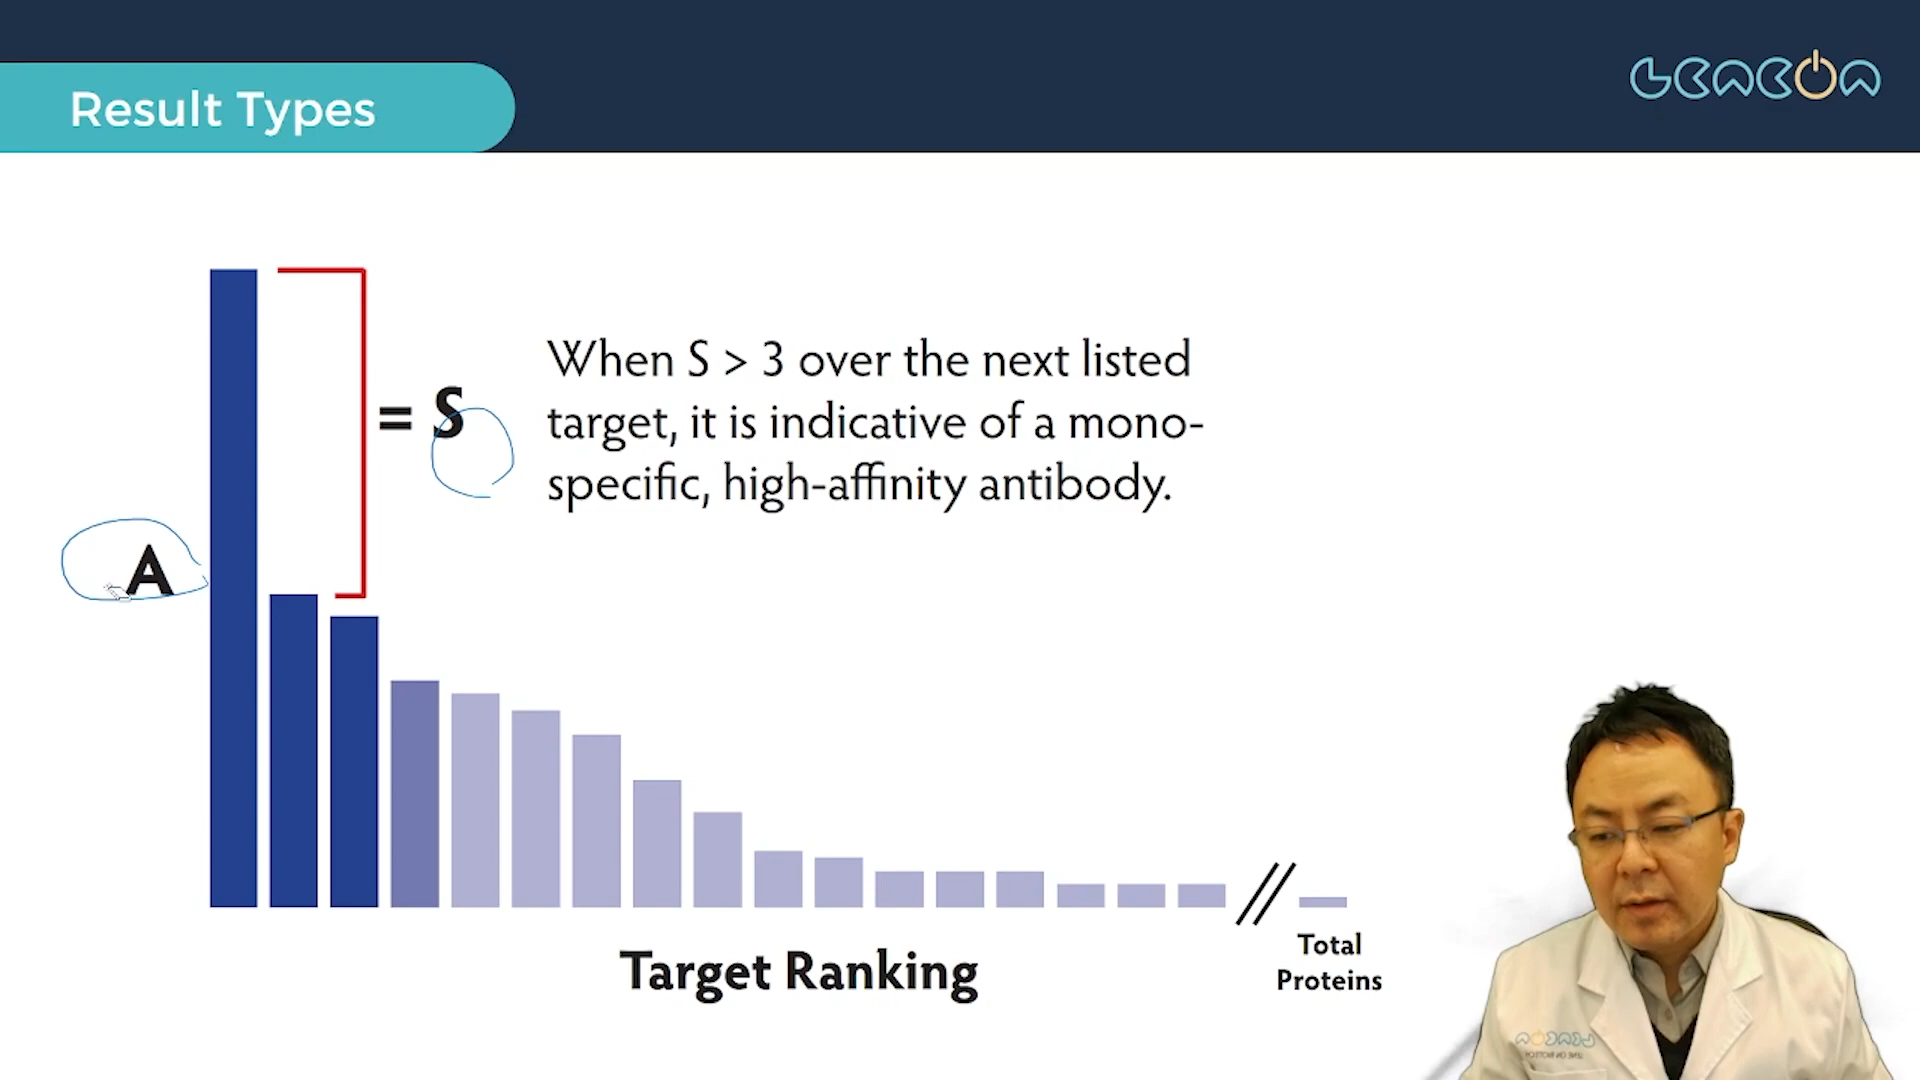 Result Types
= S
When S > 3 over the next listed
target, it is indicative of a mono-
specific, high-affinity antibody.
A
Target Ranking
Total
Proteins